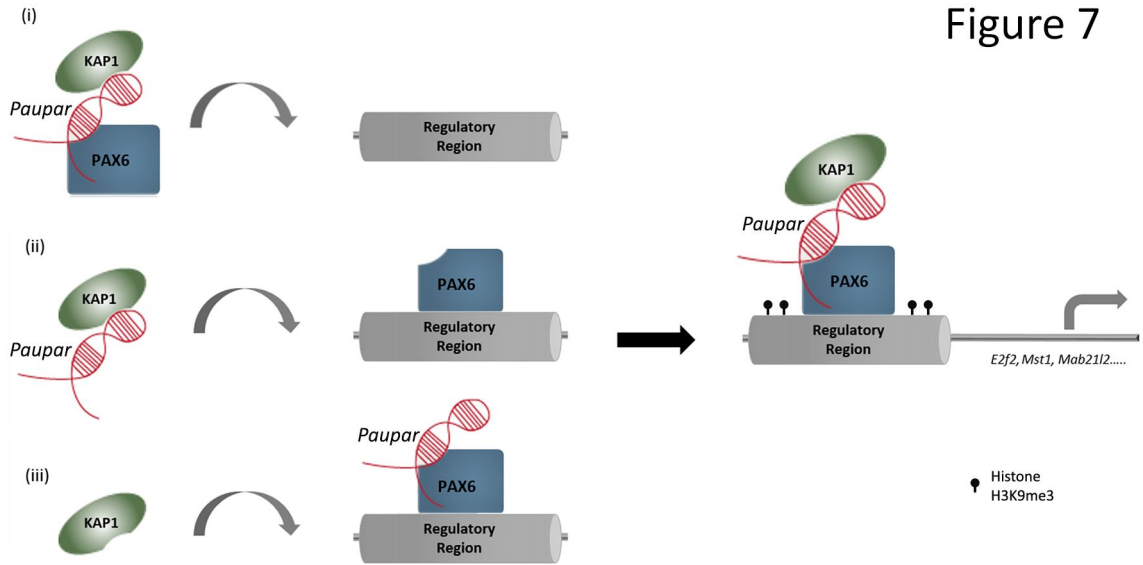 Figure 7
(i)
KAP1
Paupar
PAX6
Regulatory
Region
(ii)
KAP1
Paupar
PAX6
Regulatory
Region
(iii)
KAP1
Paupar
PAX6
Regulatory
Region
KAP1
Paupar
PAX6
Regulatory
Region
E2f2, Mst1, Mab21l2.....
Histone
H3K9me3